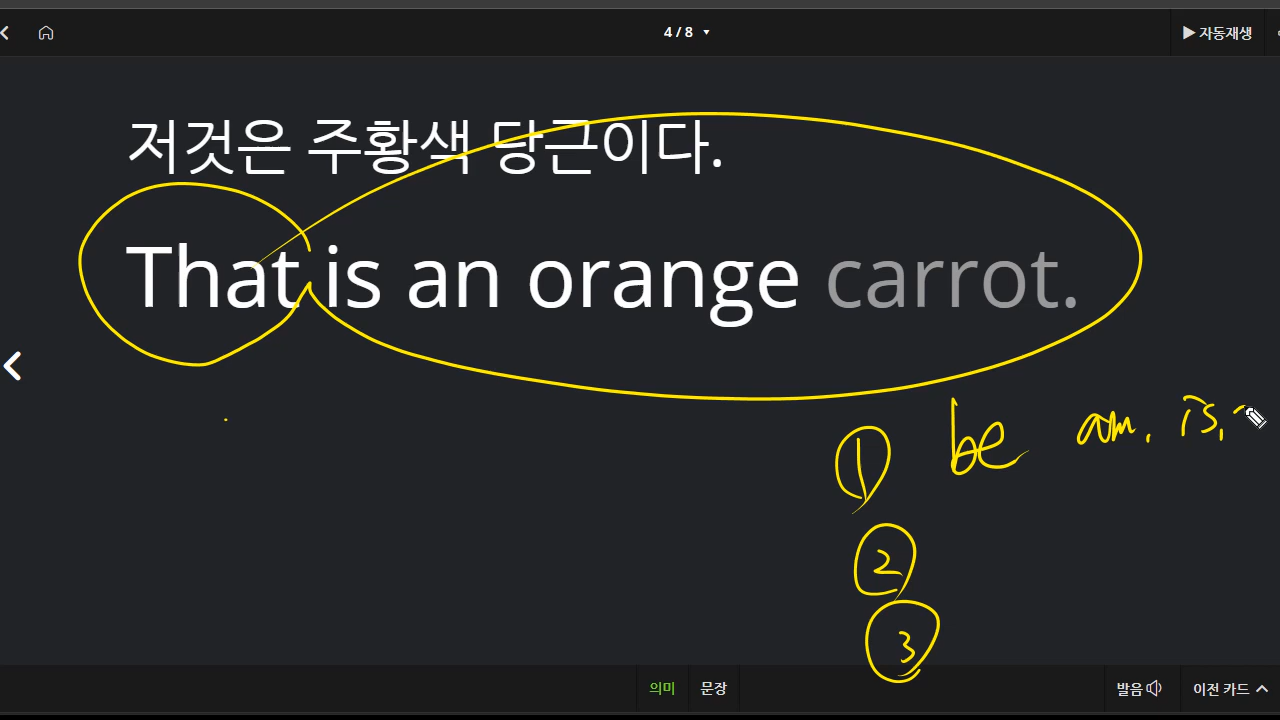 4 / 8
자동재생
저것은 주황색 당근이다.
That is an orange carrot.
① be am. is,
②
③
의미 문장 발음 이전 카드